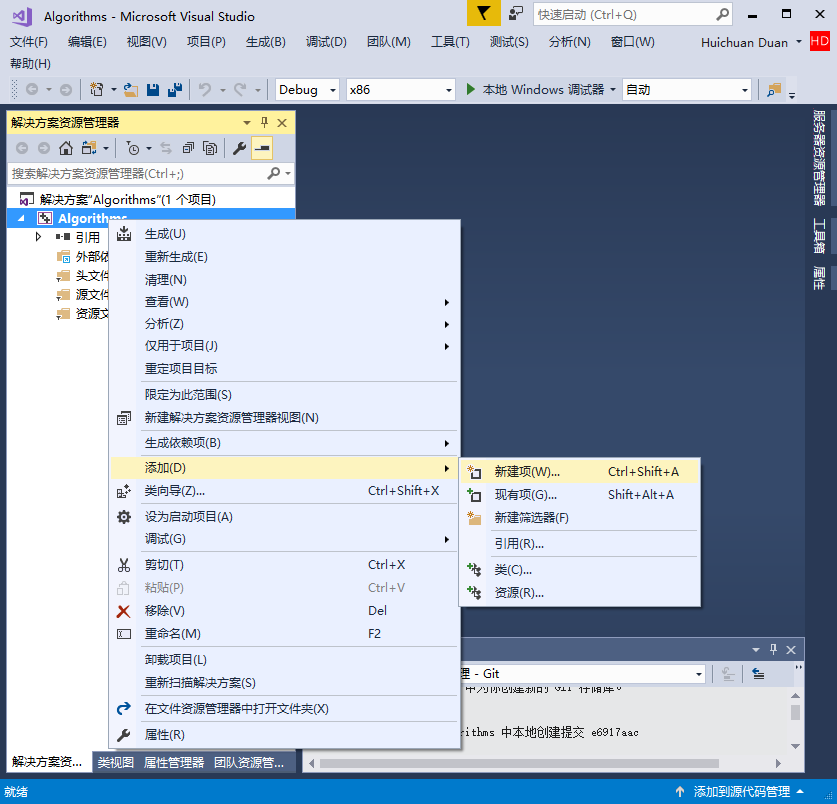 Algorithms - Microsoft Visual Studio
快速启动 (Ctrl+Q)
文件(F) 编辑(E) 视图(V) 项目(P) 生成(B) 调试(D) 团队(M) 工具(T) 测试(S) 分析(N) 窗口(W) Huichuan Duan HD
帮助(H)
Debug x86 本地 Windows 调试器 自动
解决方案资源管理器
搜索解决方案资源管理器(Ctrl+;)
解决方案"Algorithms"(1 个项目)
Algorithms
引用
外部依
头文件
源文件
资源文
生成(U)
重新生成(E)
清理(N)
查看(W)
分析(Z)
仅用于项目(J)
重定项目目标
限定为此范围(S)
新建解决方案资源管理器视图(N)
生成依赖项(B)
添加(D)
类向导(Z)... Ctrl+Shift+X
设为启动项目(A)
调试(G)
剪切(T) Ctrl+X
粘贴(P) Ctrl+V
移除(V) Del
重命名(M) F2
卸载项目(L)
重新扫描解决方案(S)
在文件资源管理器中打开文件夹(X)
属性(R)
新建项(W)... Ctrl+Shift+A
现有项(G)... Shift+Alt+A
新建筛选器(F)
引用(R)...
类(C)...
资源(R)...
服务器资源管理器
工具箱
属性
理 - Git
中为你创建新的 Git 存储库。
rithms 中本地创建提交 e6917aac
解决方案资... 类视图 属性管理器 团队资源管...
就绪 添加到源代码管理